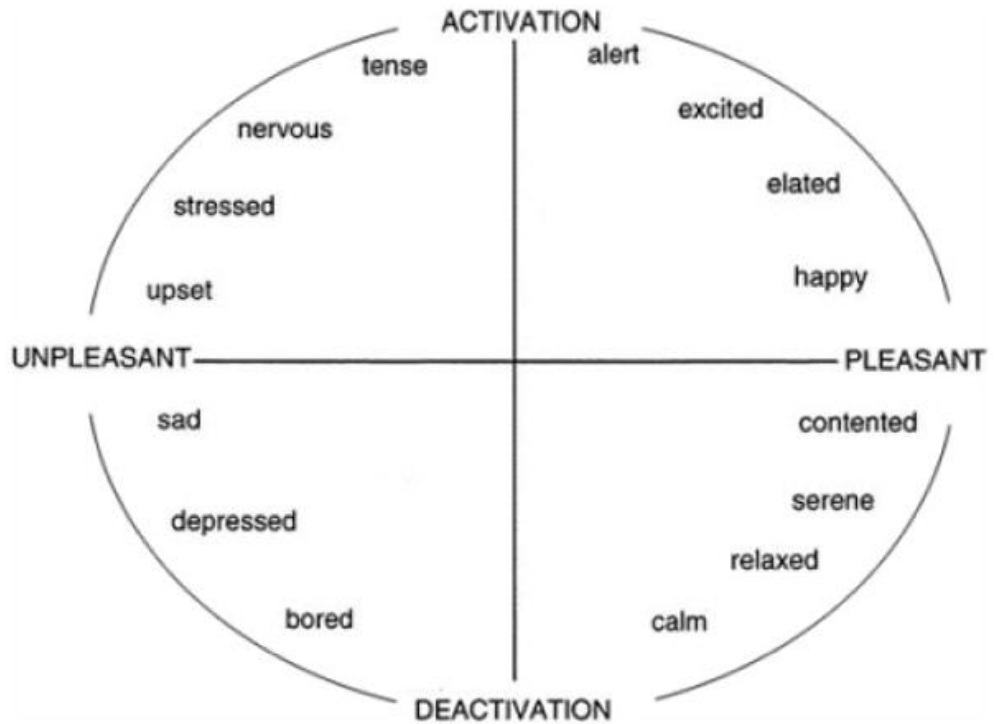 ACTIVATION
tense
alert
excited
nervous
elated
stressed
happy
upset
UNPLEASANT
PLEASANT
sad
contented
serene
depressed
relaxed
bored
calm
DEACTIVATION